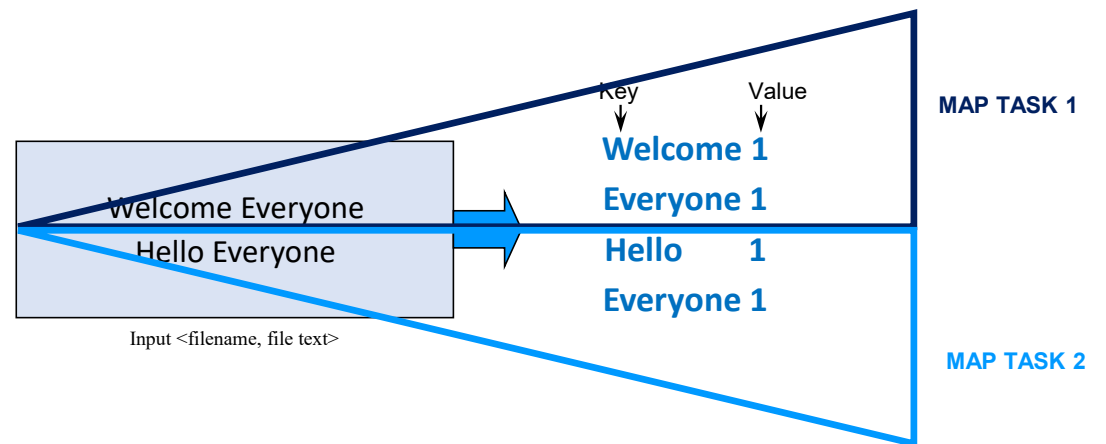 Key Value
MAP TASK 1
Welcome 1
Everyone 1
Welcome Everyone
Hello Everyone
Hello 1
Everyone 1
Input <filename, file text>
MAP TASK 2